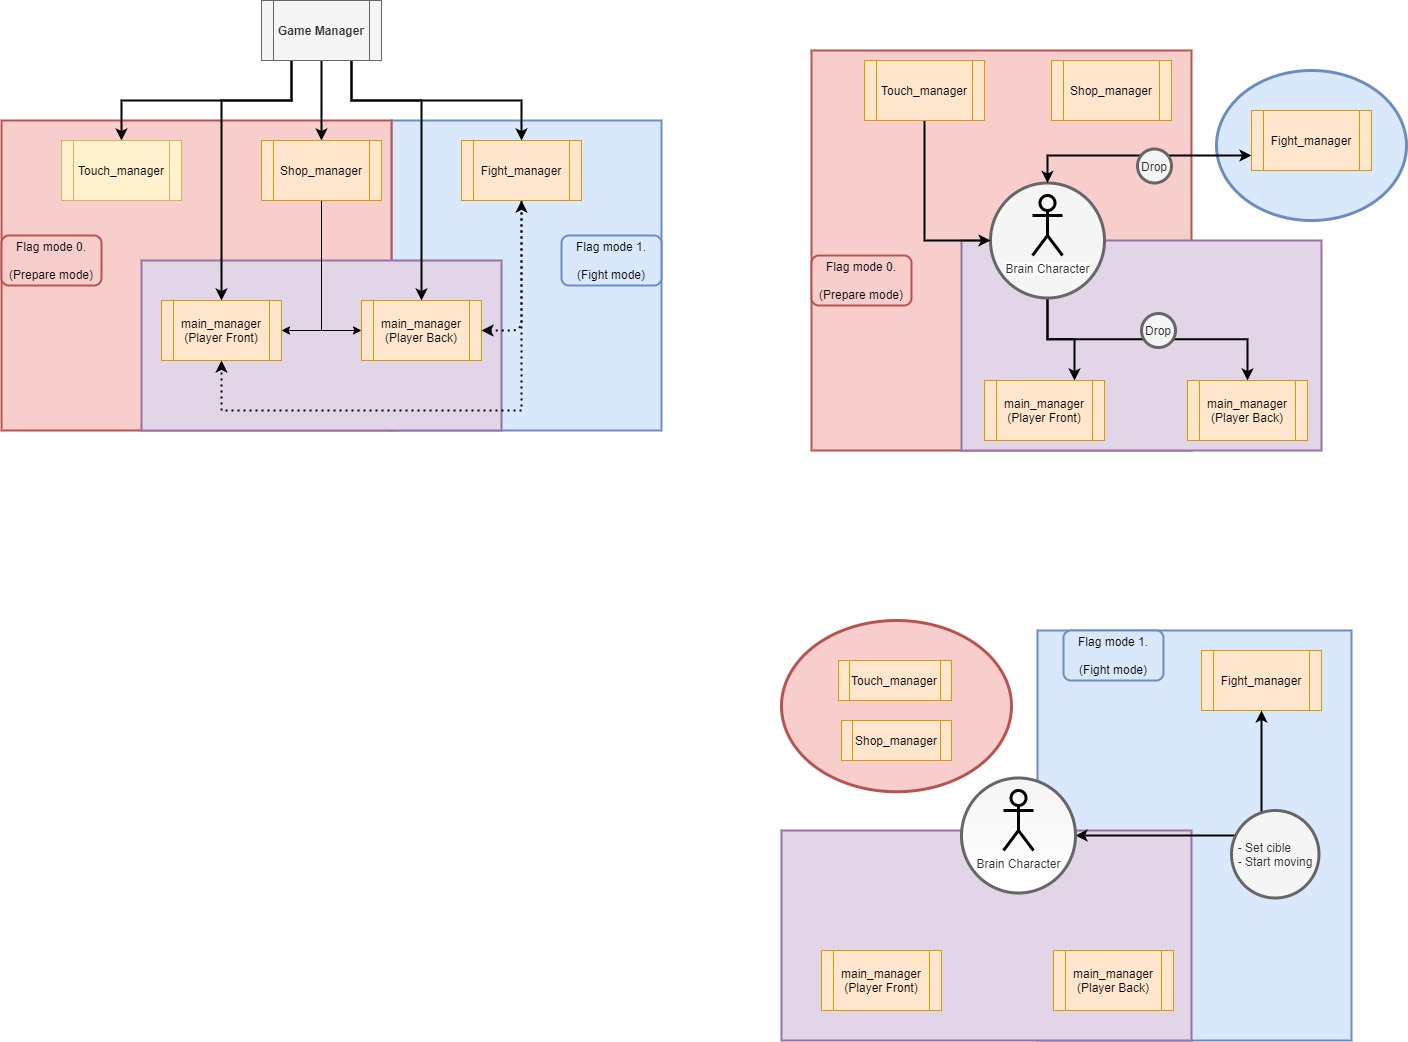 Game Manager
Touch_manager
Shop_manager
Fight_manager
Flag mode 0.
(Prepare mode)
Flag mode 1.
(Fight mode)
main_manager
(Player Front)
main_manager
(Player Back)
Touch_manager
Shop_manager
Fight_manager
Drop
Brain Character
Flag mode 0.
(Prepare mode)
Drop
main_manager
(Player Front)
main_manager
(Player Back)
Flag mode 1.
(Fight mode)
Touch_manager
Shop_manager
Fight_manager
Brain Character
- Set cible
- Start moving
main_manager
(Player Front)
main_manager
(Player Back)